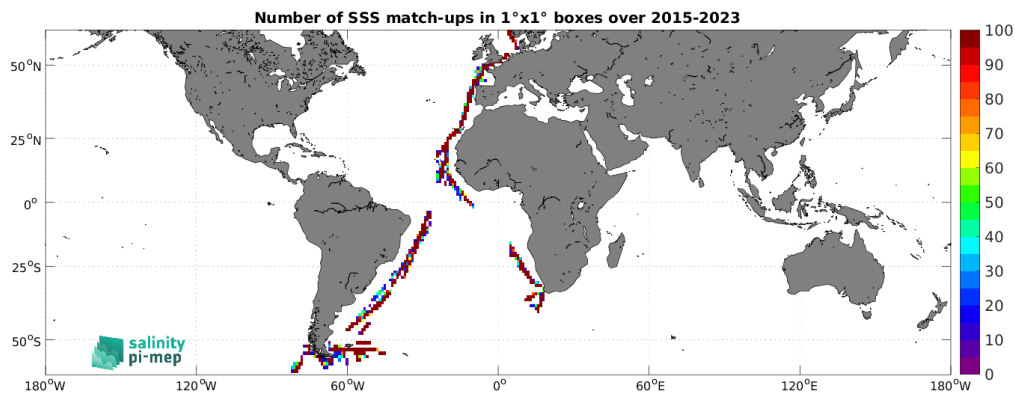 Number of SSS match-ups in 1°x1° boxes over 2015-2023
50°N
25°N
0°
25°S
50°S
180°W
120°W
60°W
0°
60°E
120°E
180°W
100
90
80
70
60
50
40
30
20
10
0
salinity
pi-mep